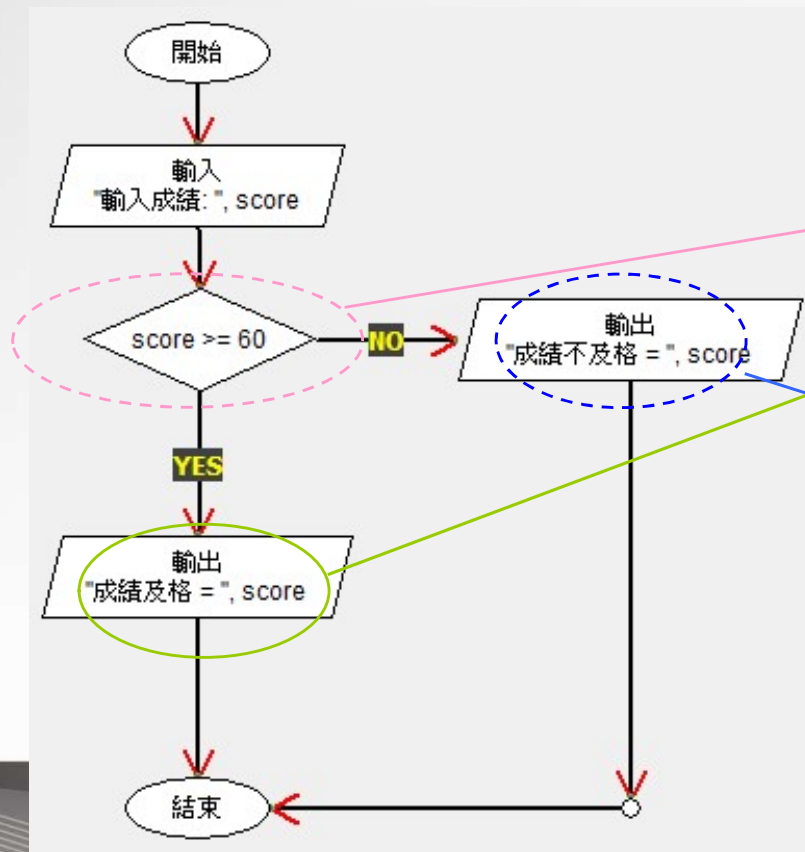 開始
輸入
"輸入成績: ", score
score >= 60
NO
輸出
"成績不及格 = ", score
YES
輸出
"成績及格 = ", score
結束